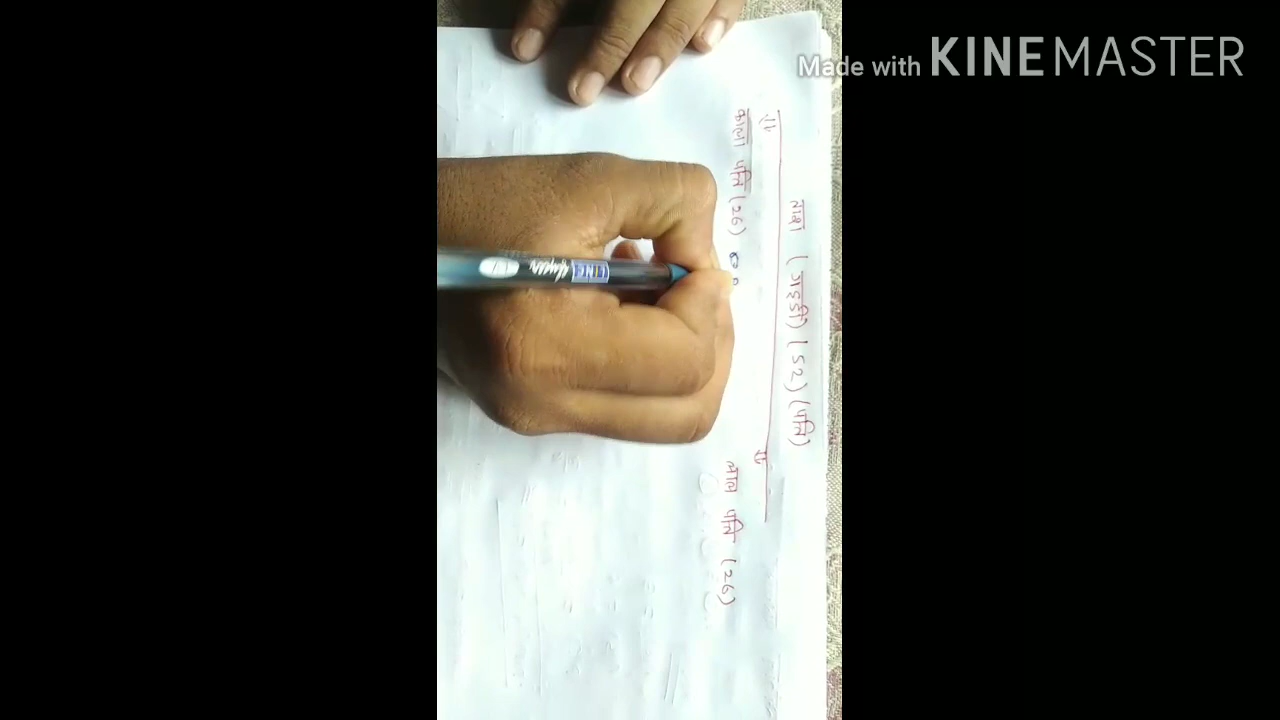 Made with KINEMASTER
ताश (गड्डी) (52) (पत्ति)
काला पत्ति (26)
लाल पत्ति (26)